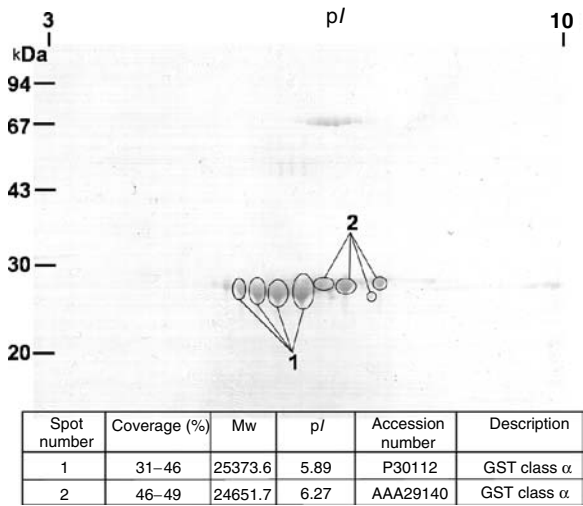 3 pI 10
kDa
94
67
43
2
30
20
1
Spot number Coverage (%) Mw pI Accession number Description
1 31–46 25373.6 5.89 P30112 GST class α
2 46–49 24651.7 6.27 AAA29140 GST class α